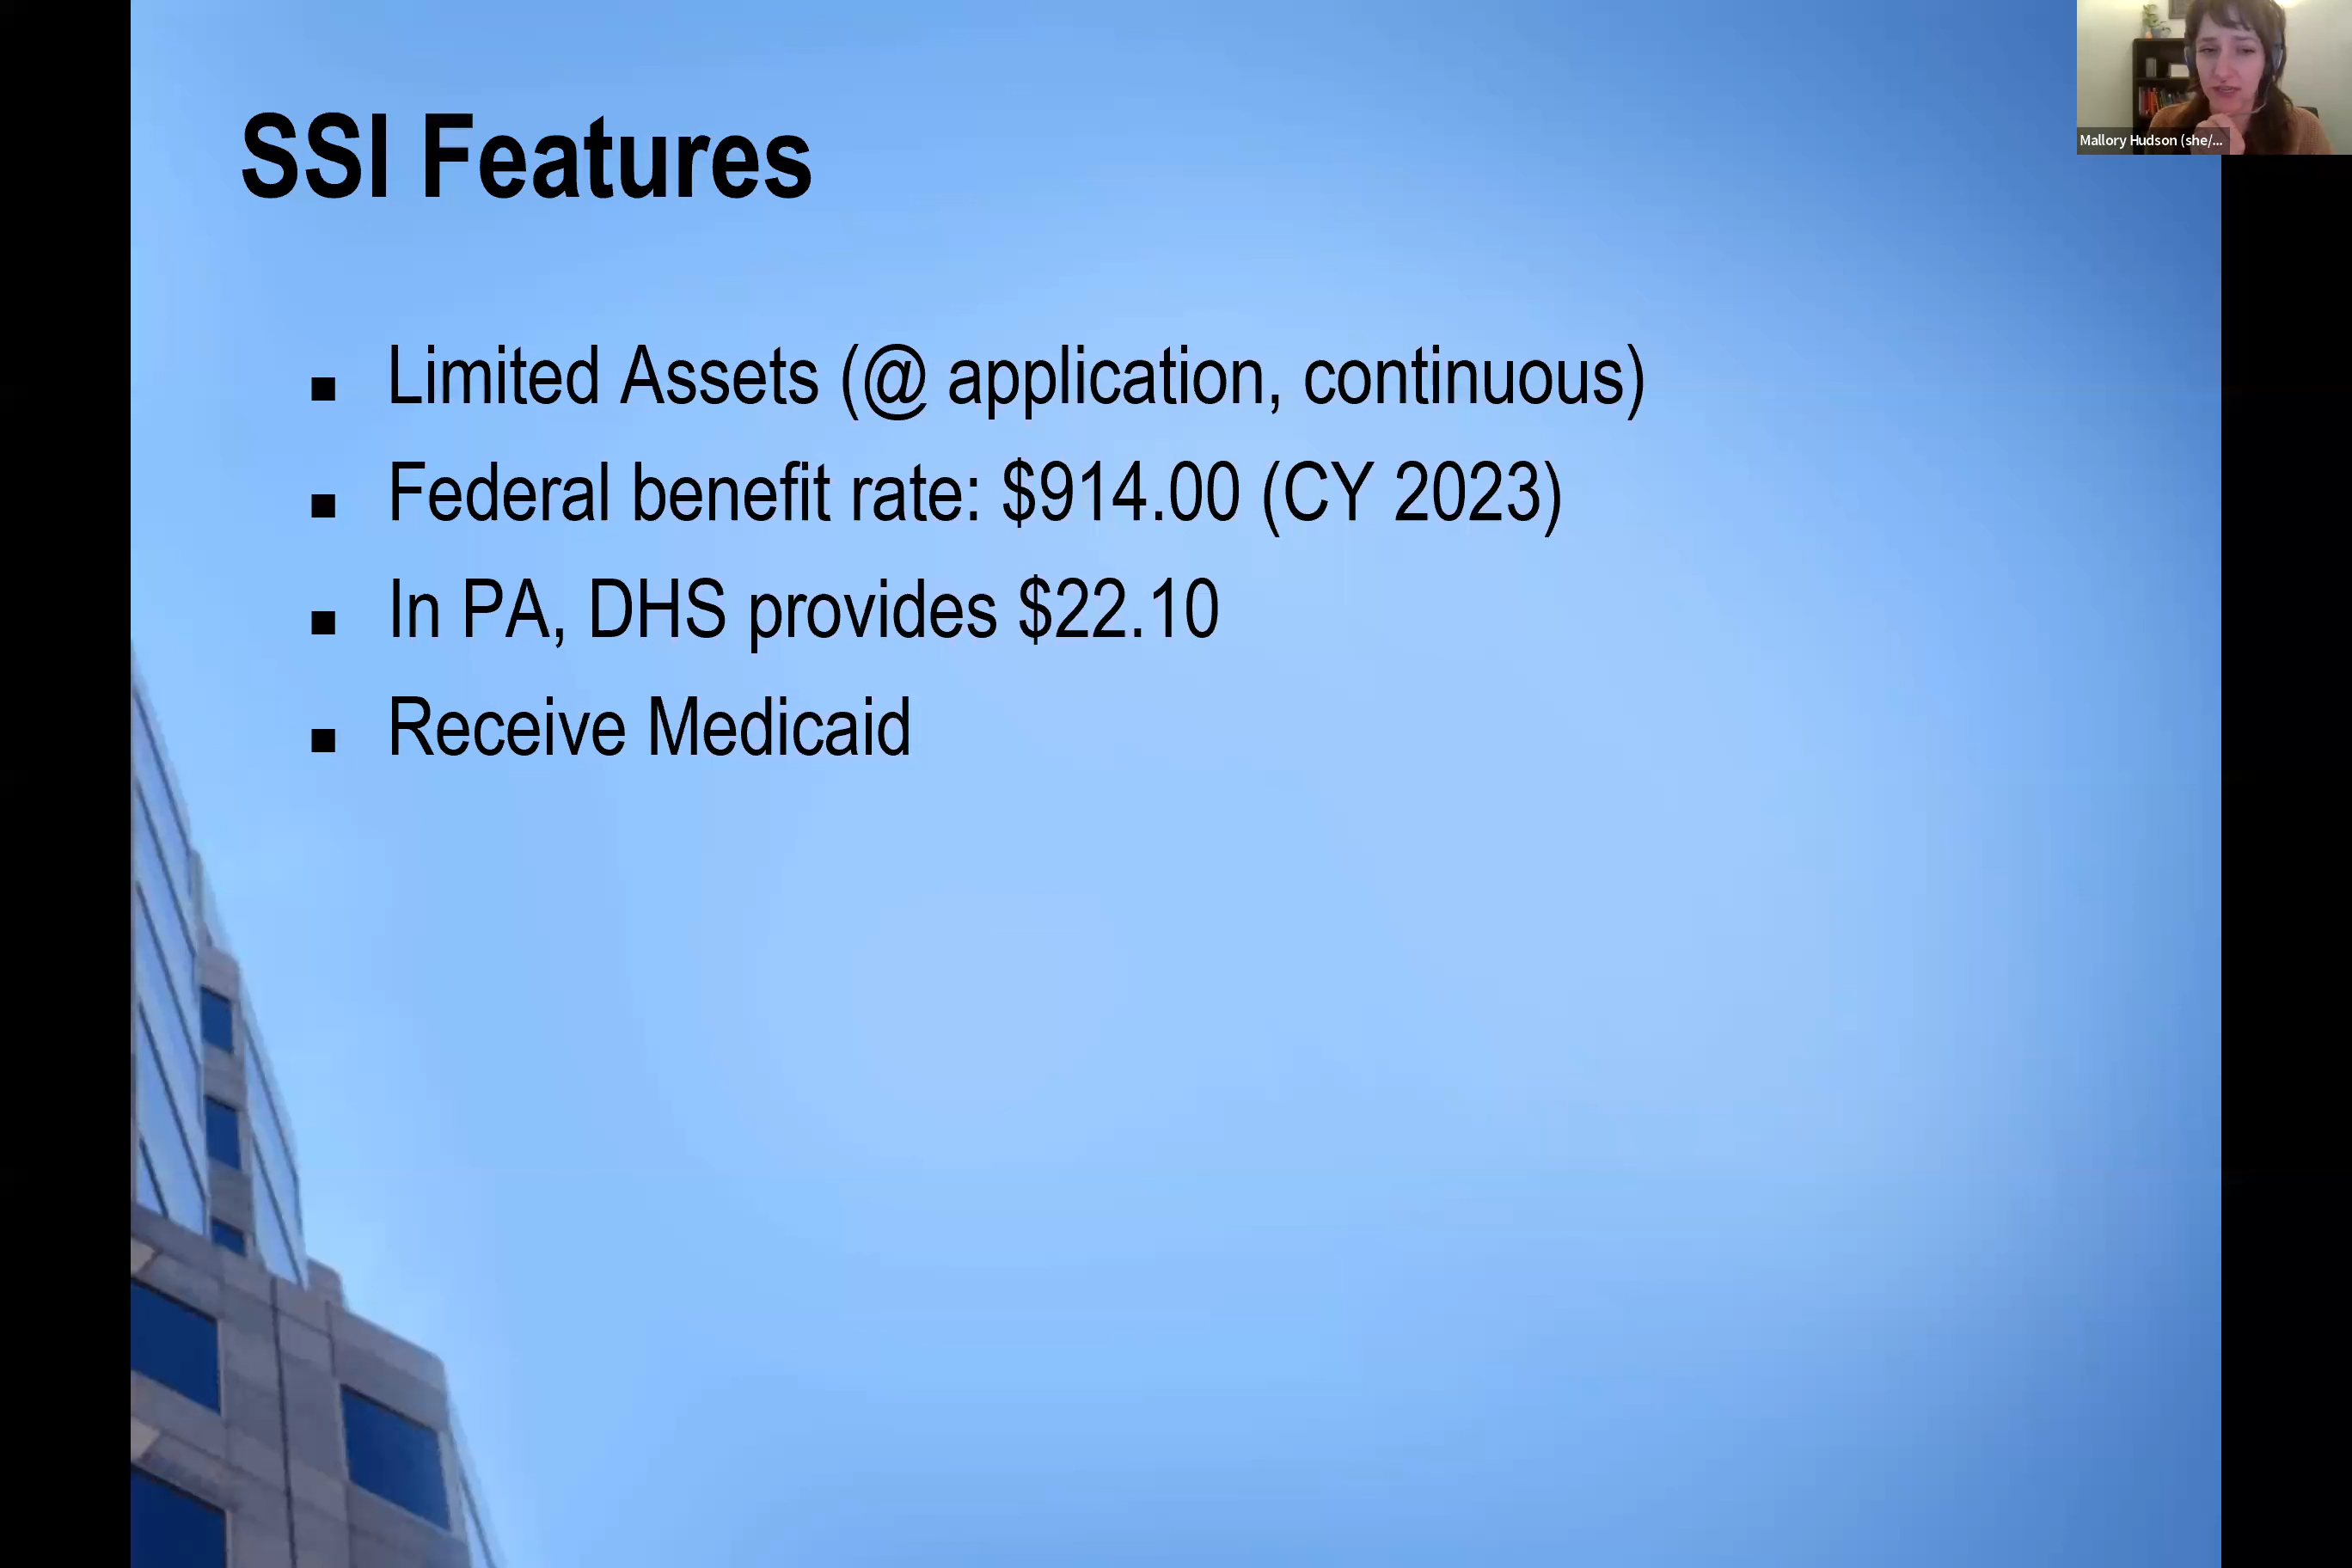 SSI Features
Mallory Hudson (she/...
■ Limited Assets (@ application, continuous)
■ Federal benefit rate: $914.00 (CY 2023)
■ In PA, DHS provides $22.10
■ Receive Medicaid